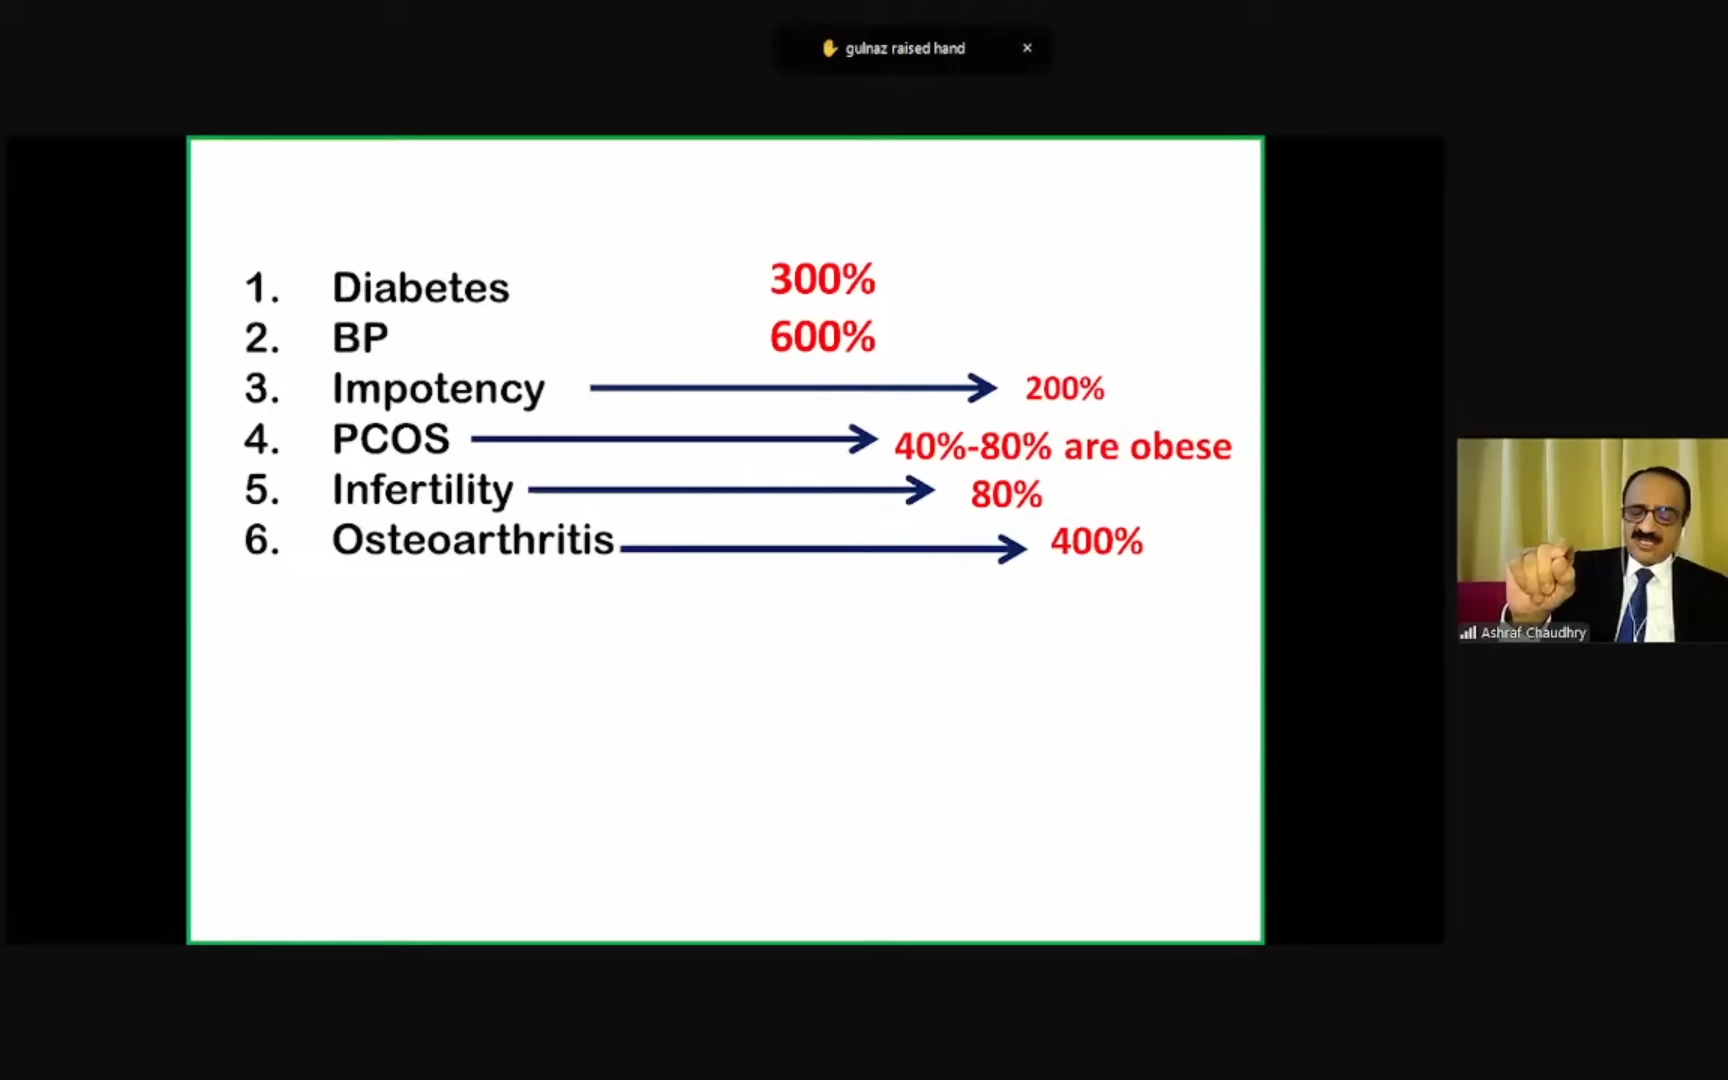 gulnaz raised hand
1. Diabetes 300%
2. BP 600%
3. Impotency 200%
4. PCOS 40%-80% are obese
5. Infertility 80%
6. Osteoarthritis 400%
Ashraf Chaudhry